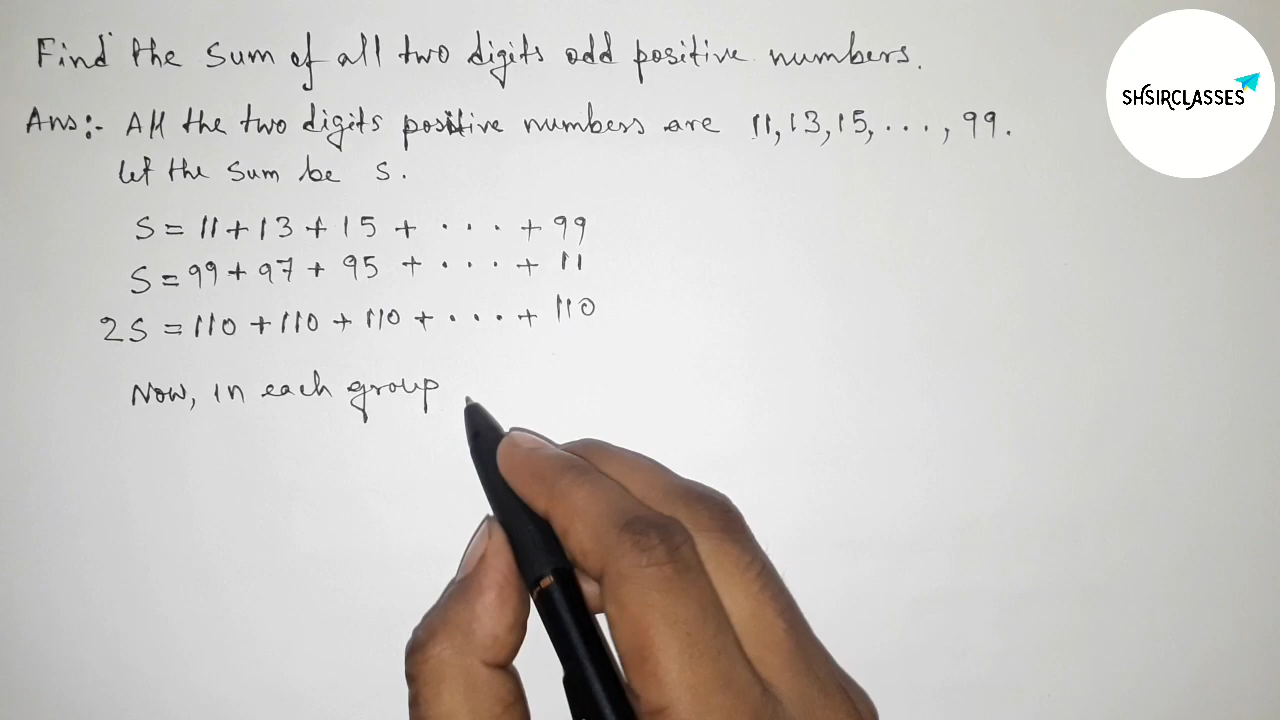 Find the Sum of all two digits odd positive numbers.
SHSIRCLASSES
Ans:- All the two digits positive numbers are 11, 13, 15, ..., 99.
let the sum be S.
S = 11 + 13 + 15 + ... + 99
S = 99 + 97 + 95 + ... + 11
2S = 110 + 110 + 110 + ... + 110
Now, in each group